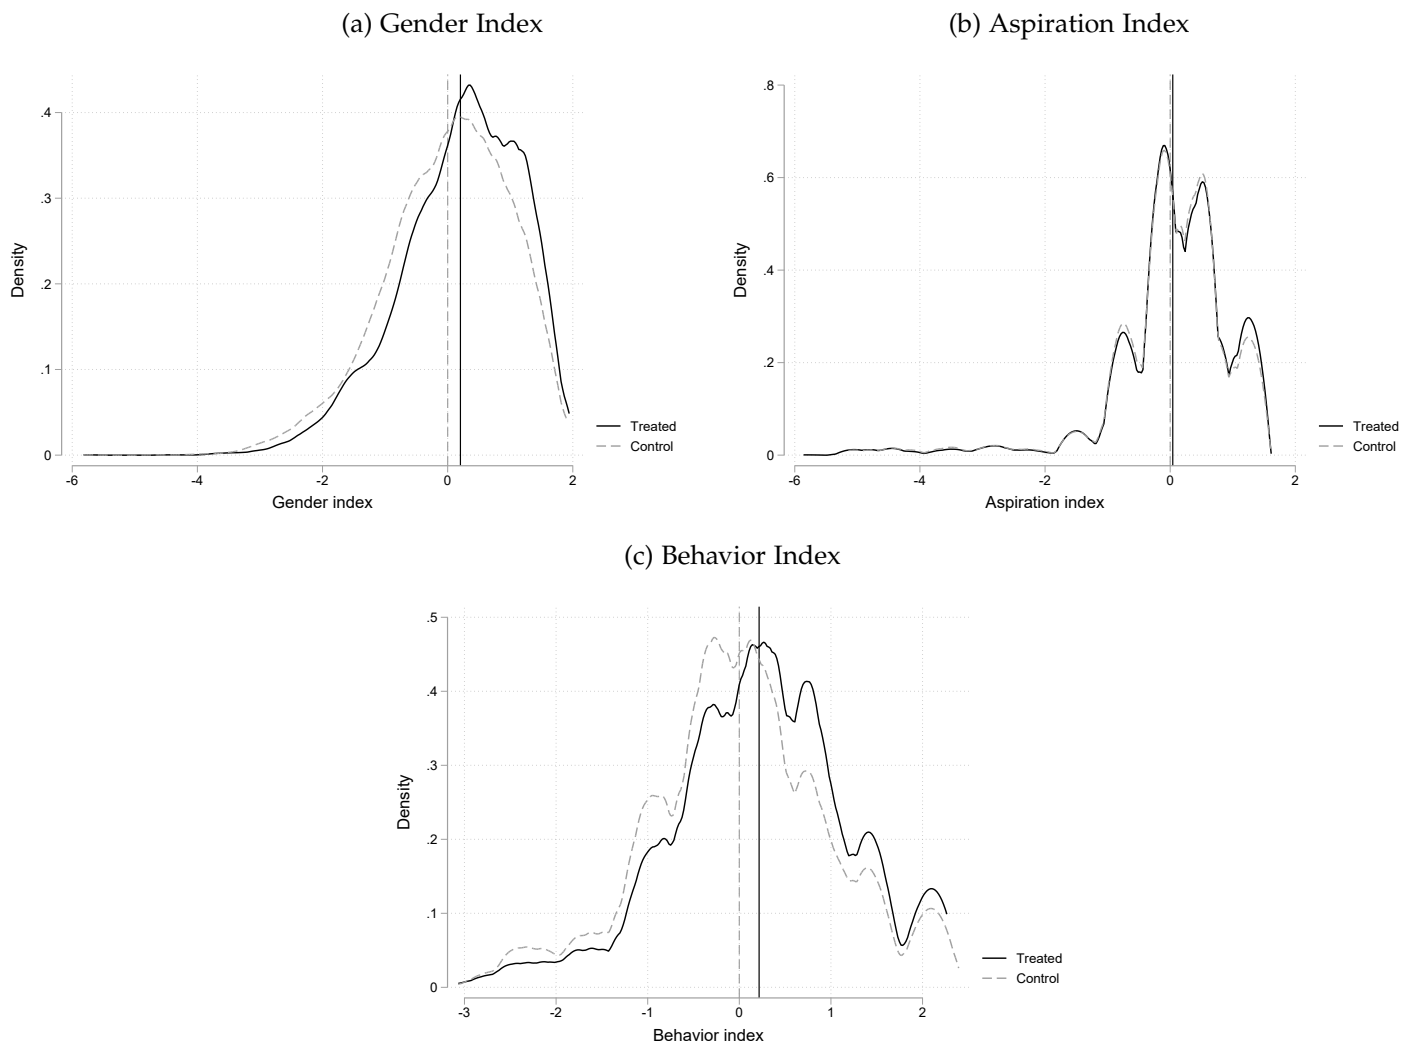 (a) Gender Index
.4
.3
.2
.1
0
Density
-6 -4 -2 0 2
Gender index
Treated
Control
(b) Aspiration Index
.8
.6
.4
.2
0
Density
-6 -4 -2 0 2
Aspiration index
Treated
Control
(c) Behavior Index
.5
.4
.3
.2
.1
0
Density
-3 -2 -1 0 1 2
Behavior index
Treated
Control